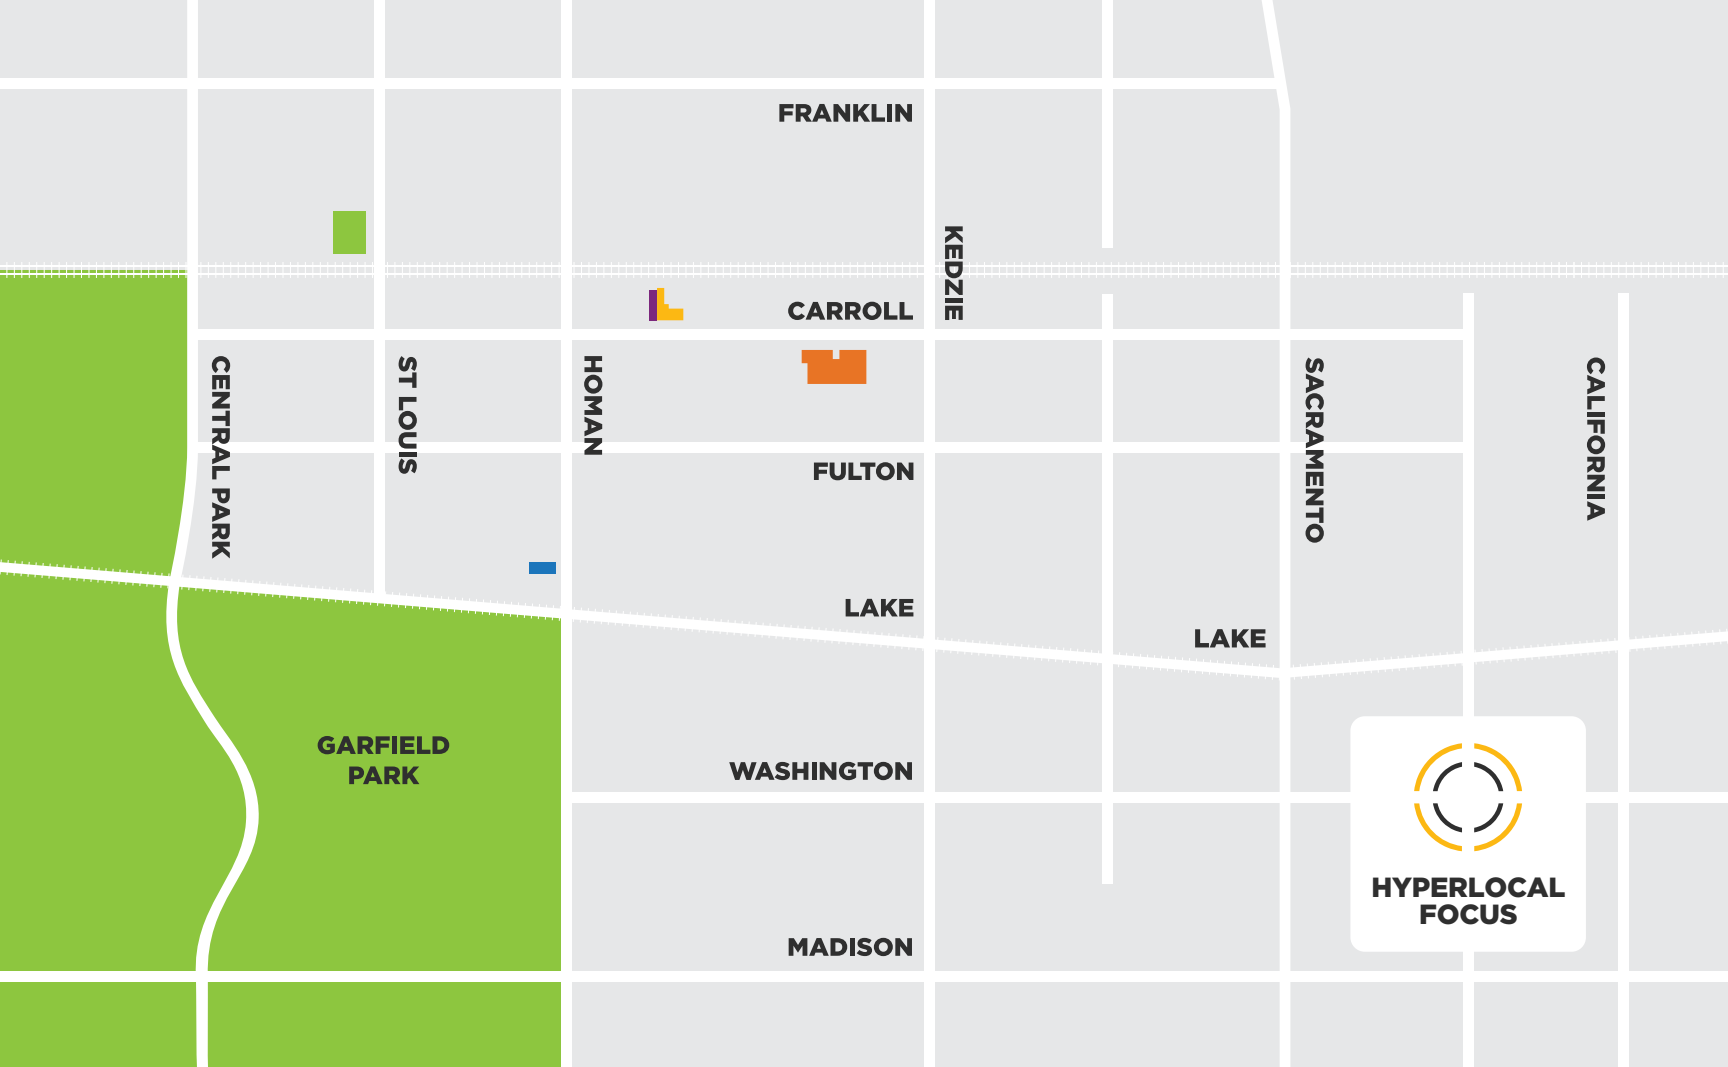 FRANKLIN
KEDZIE
CARROLL
CENTRAL PARK
ST LOUIS
HOMAN
SACRAMENTO
CALIFORNIA
FULTON
LAKE
LAKE
GARFIELD
PARK
WASHINGTON
HYPERLOCAL
FOCUS
MADISON